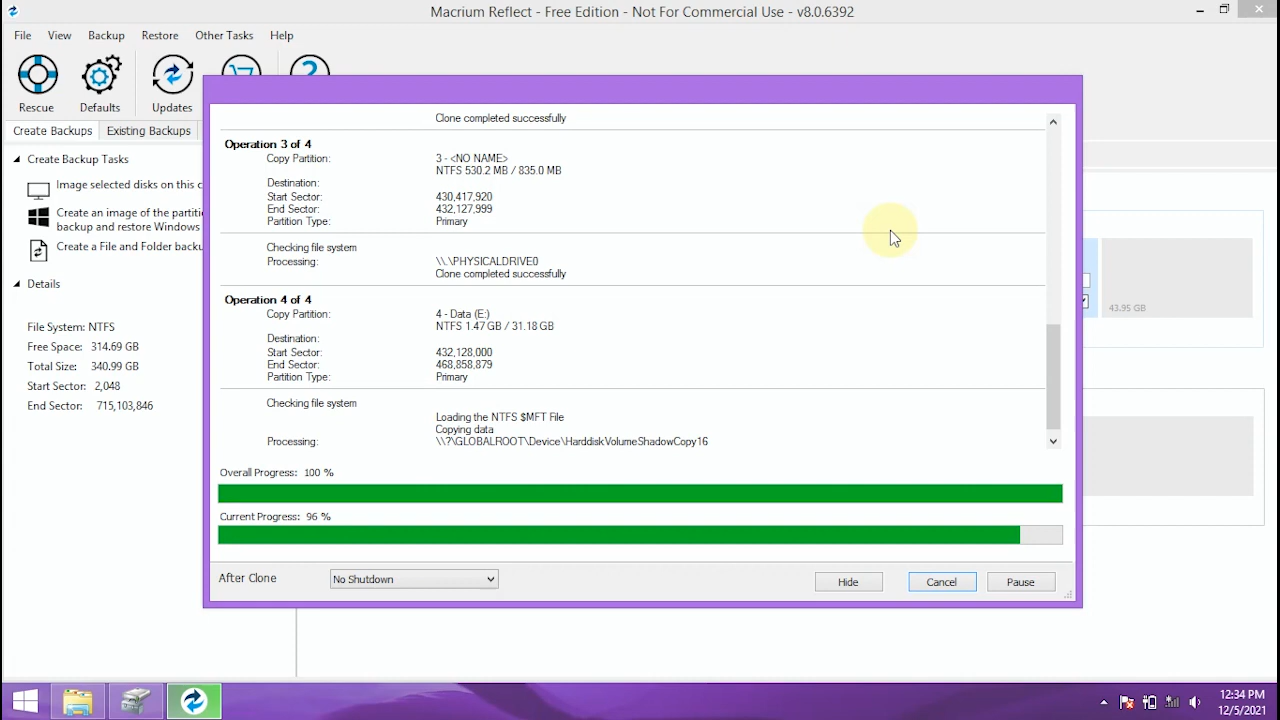 Macrium Reflect - Free Edition - Not For Commercial Use - v8.0.6392
File View Backup Restore Other Tasks Help
Rescue Defaults Updates
Create Backups Existing Backups
Create Backup Tasks
Image selected disks on this c
Create an image of the partiti
backup and restore Windows
Create a File and Folder backu
Details
File System: NTFS
Free Space: 314.69 GB
Total Size: 340.99 GB
Start Sector: 2,048
End Sector: 715,103,846
Clone completed successfully
Operation 3 of 4
Copy Partition: 3 - <NO NAME>
NTFS 530.2 MB / 835.0 MB
Destination:
Start Sector: 430,417,920
End Sector: 432,127,999
Partition Type: Primary
Checking file system
Processing: \\.\PHYSICALDRIVE0
Clone completed successfully
Operation 4 of 4
Copy Partition: 4 - Data (E:)
NTFS 1.47 GB / 31.18 GB
Destination:
Start Sector: 432,128,000
End Sector: 468,858,879
Partition Type: Primary
Checking file system
Loading the NTFS $MFT File
Copying data
Processing: \\?\GLOBALROOT\Device\HarddiskVolumeShadowCopy16
Overall Progress: 100 %
Current Progress: 96 %
After Clone No Shutdown Hide Cancel Pause
43.95 GB
12:34 PM
12/5/2021